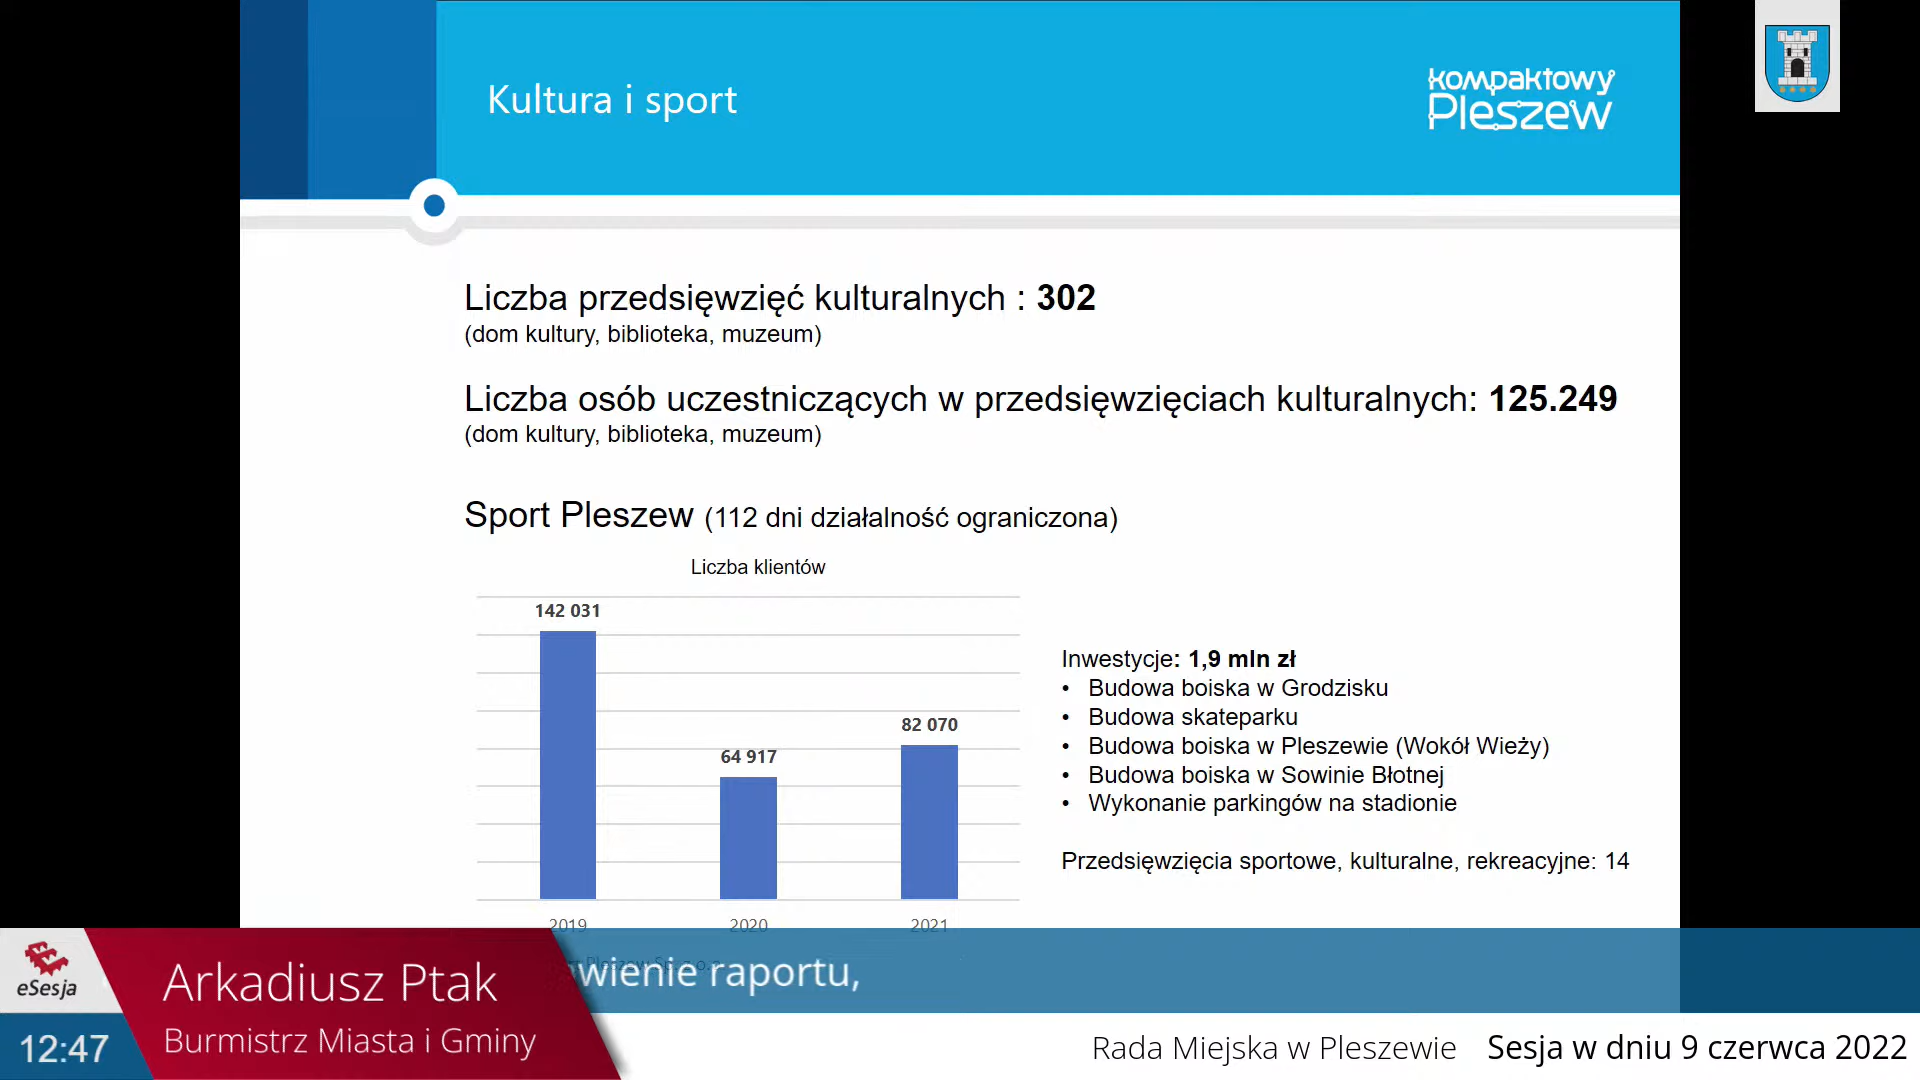 Kultura i sport
kompaktowy
Pleszew
Liczba przedsięwzięć kulturalnych : 302
(dom kultury, biblioteka, muzeum)
Liczba osób uczestniczących w przedsięwzięciach kulturalnych: 125.249
(dom kultury, biblioteka, muzeum)
Sport Pleszew (112 dni działalność ograniczona)
Liczba klientów
142 031
64 917
82 070
2019
2020
2021
Inwestycje: 1,9 mln zł
• Budowa boiska w Grodzisku
• Budowa skateparku
• Budowa boiska w Pleszewie (Wokół Wieży)
• Budowa boiska w Sowinie Błotnej
• Wykonanie parkingów na stadionie
Przedsięwzięcia sportowe, kulturalne, rekreacyjne: 14
eSesja
12:47
Arkadiusz Ptak
Burmistrz Miasta i Gminy
wienie raportu,
Rada Miejska w Pleszewie Sesja w dniu 9 czerwca 2022